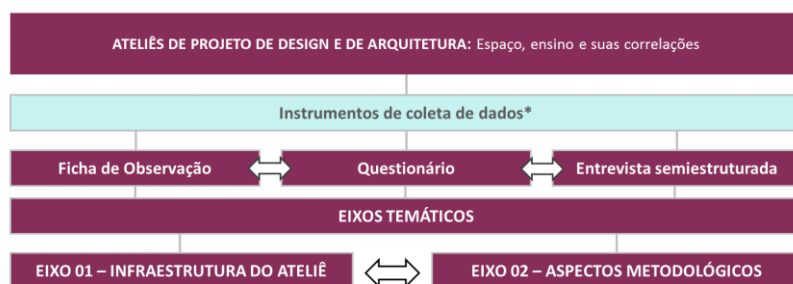 ATELIÊS DE PROJETO DE DESIGN E DE ARQUITETURA: Espaço, ensino e suas correlações
Instrumentos de coleta de dados*
Ficha de Observação
Questionário
Entrevista semiestruturada
EIXOS TEMÁTICOS
EIXO 01 – INFRAESTRUTURA DO ATELIÊ
EIXO 02 – ASPECTOS METODOLÓGICOS